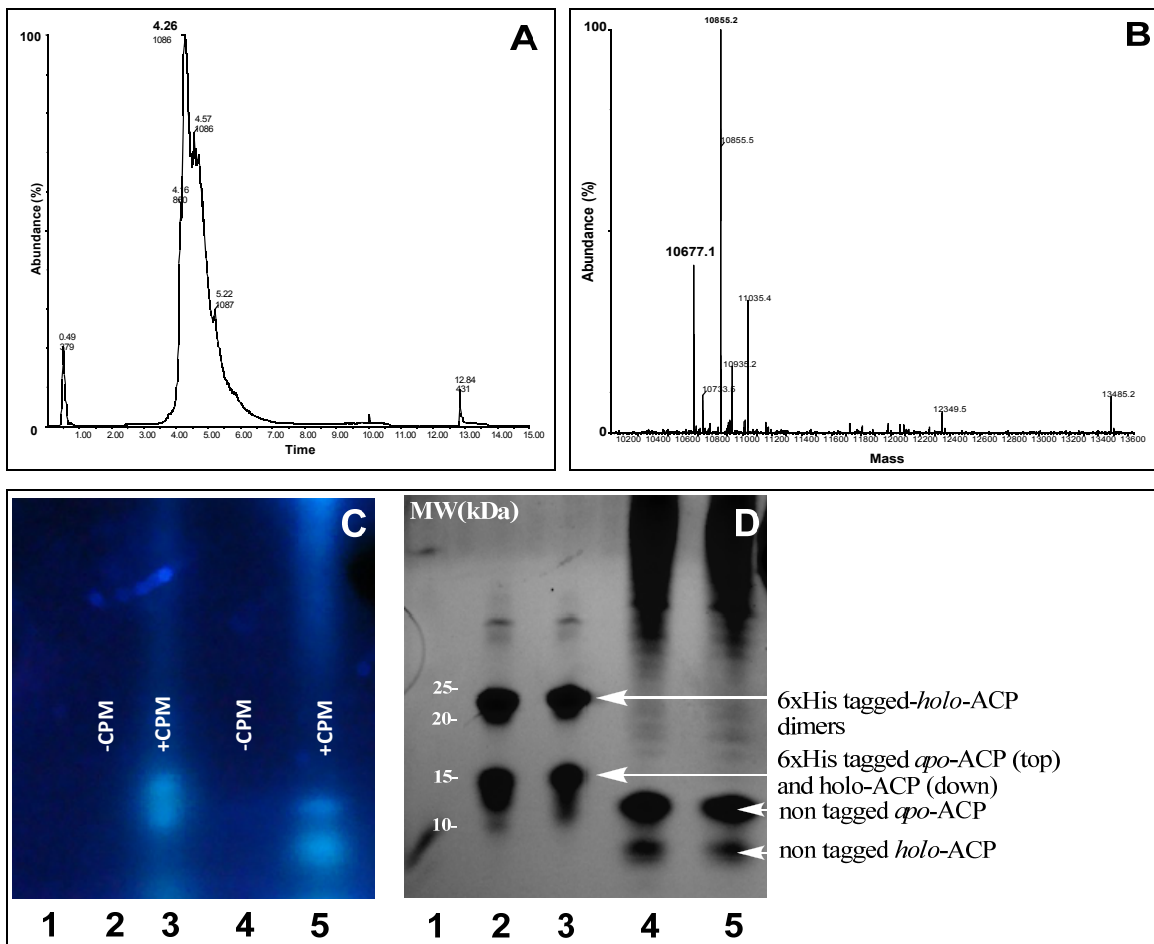 A
100
4.26
1086
4.57
1086
4.16
860
5.22
1087
0.49
379
12.84
431
0
1.00 2.00 3.00 4.00 5.00 6.00 7.00 8.00 9.00 10.00 11.00 12.00 13.00 14.00 15.00
Time
Abundance (%)
B
100
10855.2
10855.5
10677.1
11035.4
10935.2
10733.5
12349.5
13485.2
0
10200 10400 10600 10800 11000 11200 11400 11600 11800 12000 12200 12400 12600 12800 13000 13200 13400 13600
Mass
Abundance (%)
C
-CPM
+CPM
-CPM
+CPM
1 2 3 4 5
MW(kDa)
D
25-
20-
15-
10-
6xHis tagged-holo-ACP
dimers
6xHis tagged apo-ACP (top)
and holo-ACP (down)
non tagged apo-ACP
non tagged holo-ACP
1 2 3 4 5